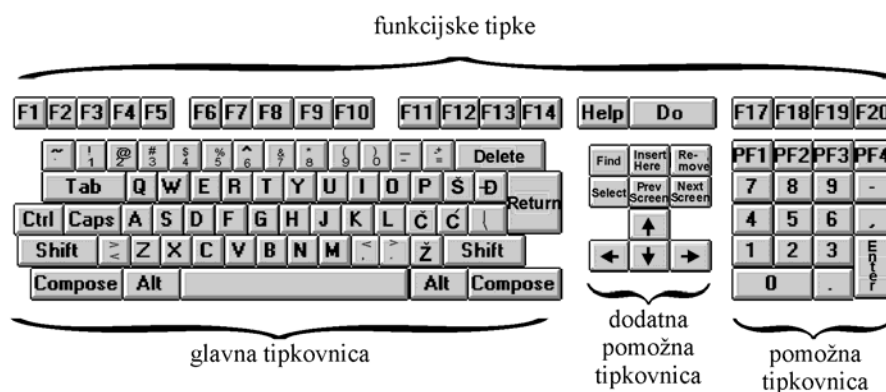 funkcijske tipke
F1 F2 F3 F4 F5 F6 F7 F8 F9 F10 F11 F12 F13 F14 Help Do F17 F18 F19 F20
~ ! 1 @ 2 # 3 $ 4 % 5 ^ 6 & 7 * 8 ( 9 ) 0 Delete Find Insert Here Re-move PF1 PF2 PF3 PF4
Tab Q W E R T Y U I O P Š Đ Return Select Prev Screen Next Screen 7 8 9 -
Ctrl Caps A S D F G H J K L Č Ć 4 5 6 ,
Shift > < Z X C V B N M Ž Shift 1 2 3 Enter
Compose Alt Alt Compose 0 .
glavna tipkovnica
dodatna
pomožna
tipkovnica
pomožna
tipkovnica